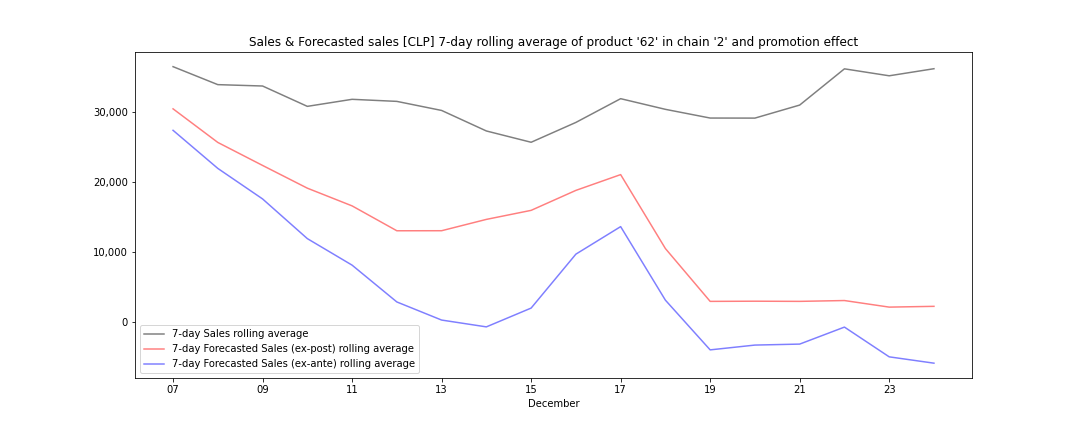 Sales & Forecasted sales [CLP] 7-day rolling average of product '62' in chain '2' and promotion effect
30,000
20,000
10,000
0
7-day Sales rolling average
7-day Forecasted Sales (ex-post) rolling average
7-day Forecasted Sales (ex-ante) rolling average
07 09 11 13 15 17 19 21 23
December